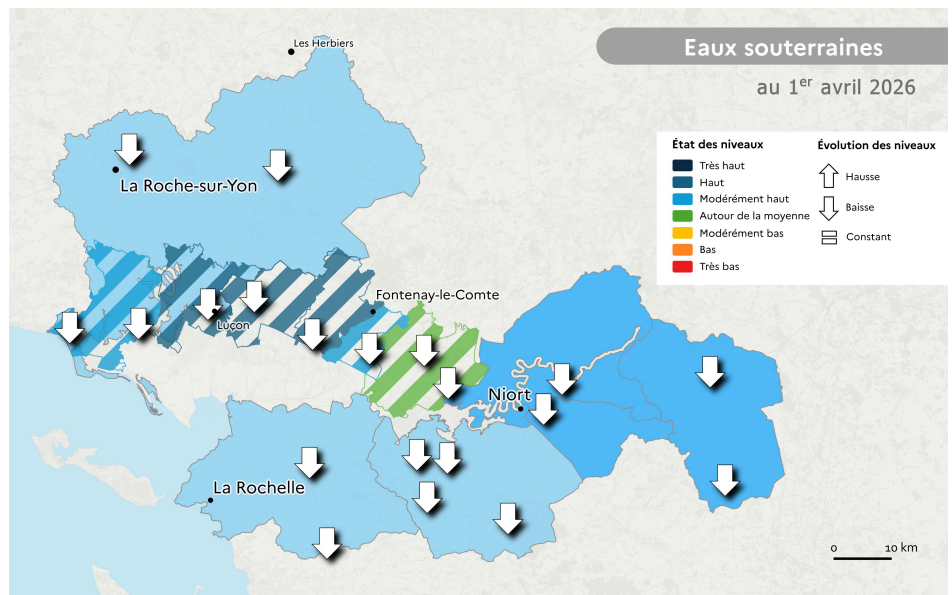 Les Herbiers
Eaux souterraines
au 1er avril 2026
État des niveaux
Très haut
Haut
Modérément haut
Autour de la moyenne
Modérément bas
Bas
Très bas
Évolution des niveaux
Hausse
Baisse
Constant
La Roche-sur-Yon
Fontenay-le-Comte
Luçon
Niort
La Rochelle
0 10 km